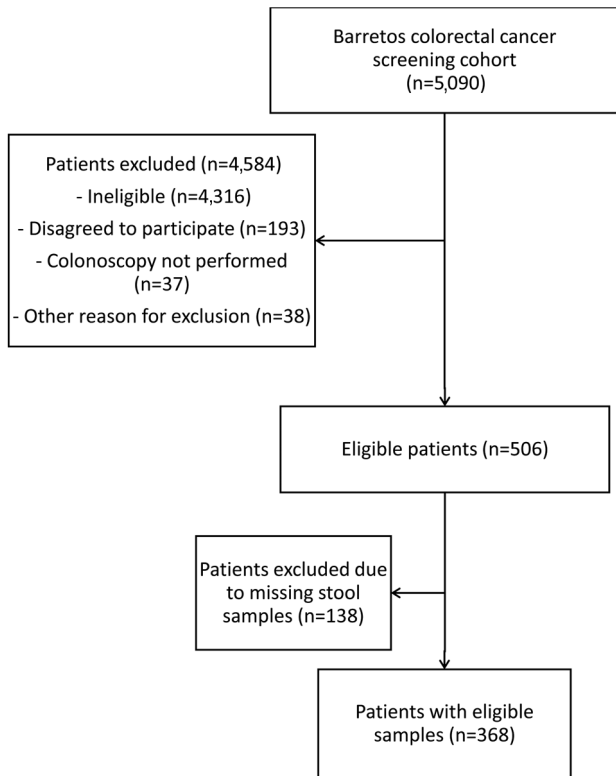 Barretos colorectal cancer
screening cohort
(n=5,090)
Patients excluded (n=4,584)
- Ineligible (n=4,316)
- Disagreed to participate (n=193)
- Colonoscopy not performed
(n=37)
- Other reason for exclusion (n=38)
Eligible patients (n=506)
Patients excluded due
to missing stool
samples (n=138)
Patients with eligible
samples (n=368)